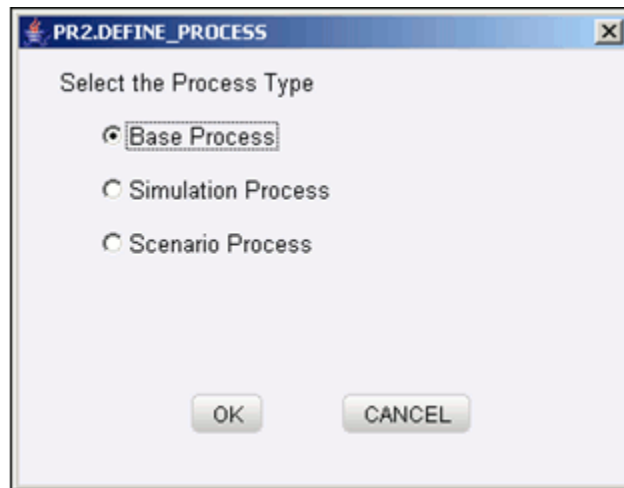 PR2.DEFINE_PROCESS
Select the Process Type
Base Process
Simulation Process
Scenario Process
OK CANCEL